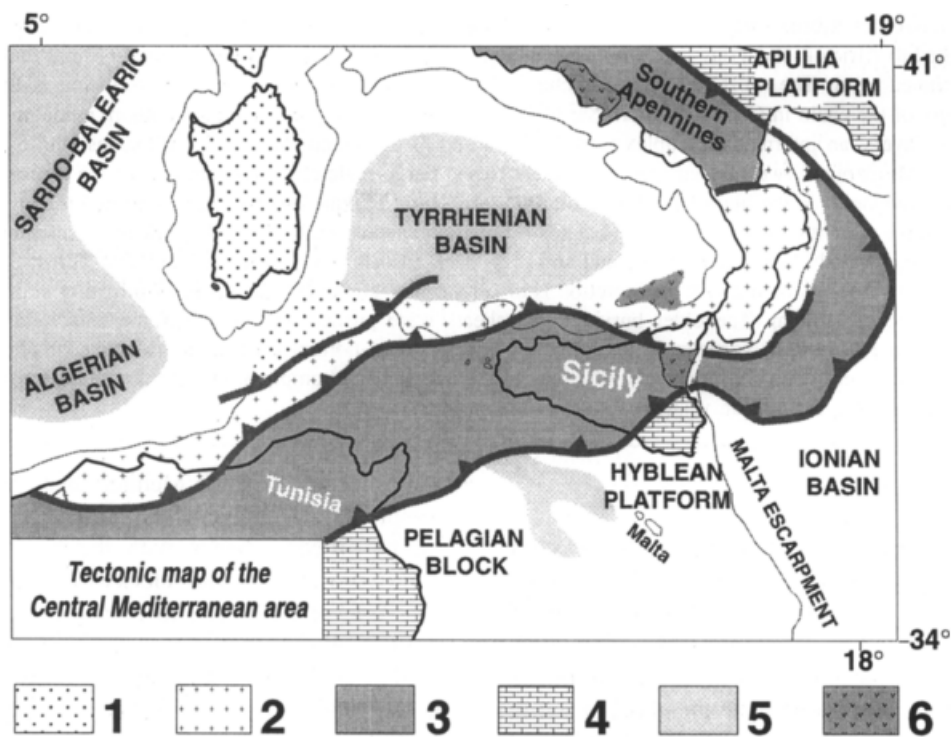 5°
19°
41°
SARDO-BALEARIC
BASIN
Southern
Apennines
APULIA
PLATFORM
TYRRHENIAN
BASIN
ALGERIAN
BASIN
Sicily
Tunisia
HYBLEAN
PLATFORM
Malta
MALTA ESCARPMENT
IONIAN
BASIN
PELAGIAN
BLOCK
Tectonic map of the
Central Mediterranean area
34°
18°
1 2 3 4 5 6